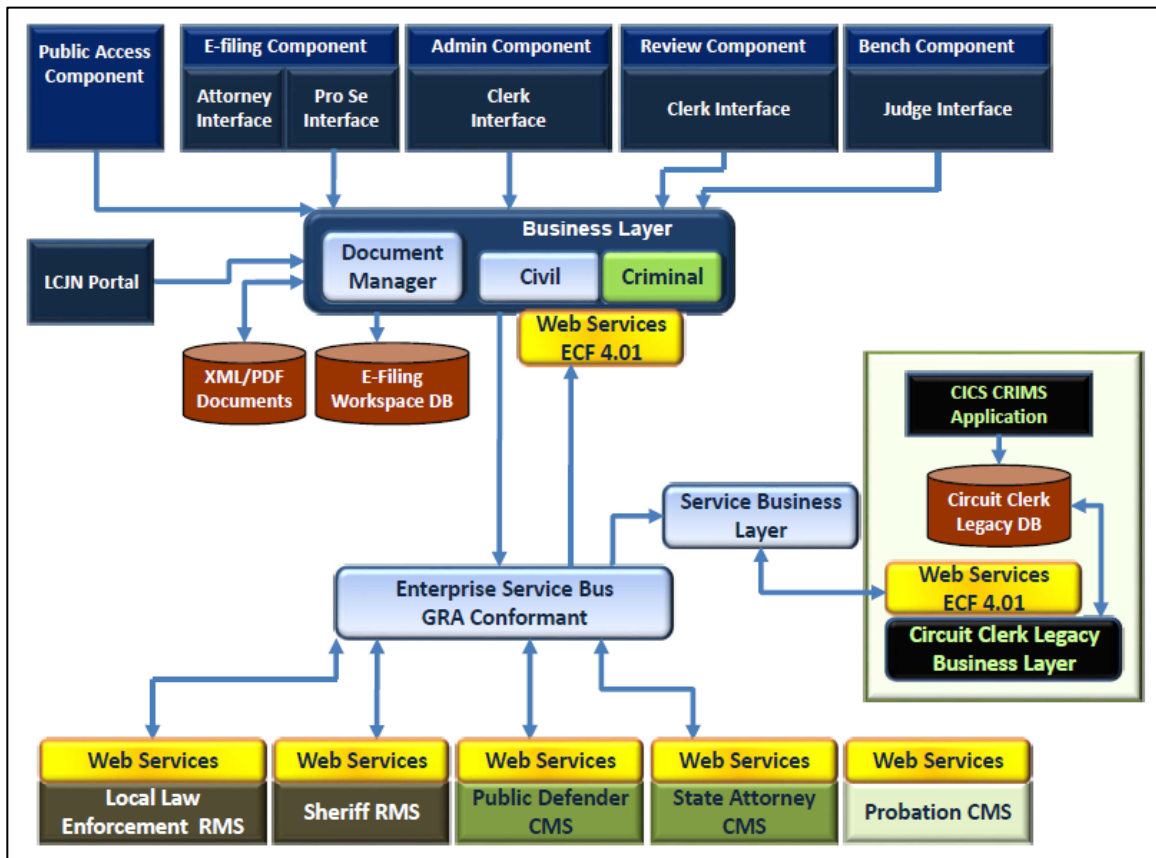 Public Access
Component
E-filing Component
Attorney
Interface
Pro Se
Interface
Admin Component
Clerk
Interface
Review Component
Clerk Interface
Bench Component
Judge Interface
Business Layer
Document
Manager
Civil
Criminal
LCJN Portal
Web Services
ECF 4.01
XML/PDF
Documents
E-Filing
Workspace DB
CICS CRIMS
Application
Circuit Clerk
Legacy DB
Service Business
Layer
Web Services
ECF 4.01
Circuit Clerk Legacy
Business Layer
Enterprise Service Bus
GRA Conformant
Web Services
Local Law
Enforcement RMS
Web Services
Sheriff RMS
Web Services
Public Defender
CMS
Web Services
State Attorney
CMS
Web Services
Probation CMS